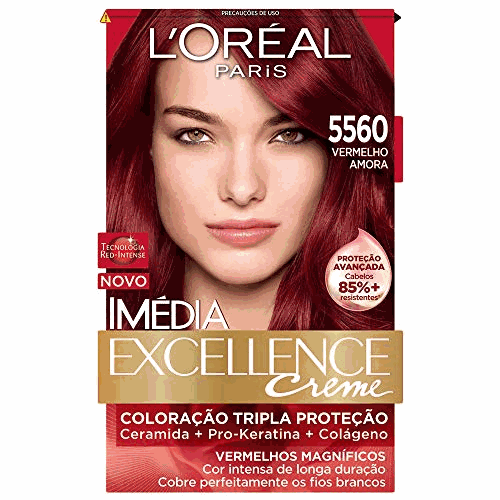 PRECAUÇÕES DE USO
L'ORÉAL
PARIS
5560
VERMELHO
AMORA
TECNOLOGIA
RED-INTENSE
NOVO
PROTEÇÃO
AVANÇADA
Cabelos
85%+
resistentes*
IMÉDIA
EXCELLENCE
Creme
COLORAÇÃO TRIPLA PROTEÇÃO
Ceramida + Pro-Keratina + Colágeno
VERMELHOS MAGNÍFICOS
Cor intensa de longa duração
Cobre perfeitamente os fios brancos